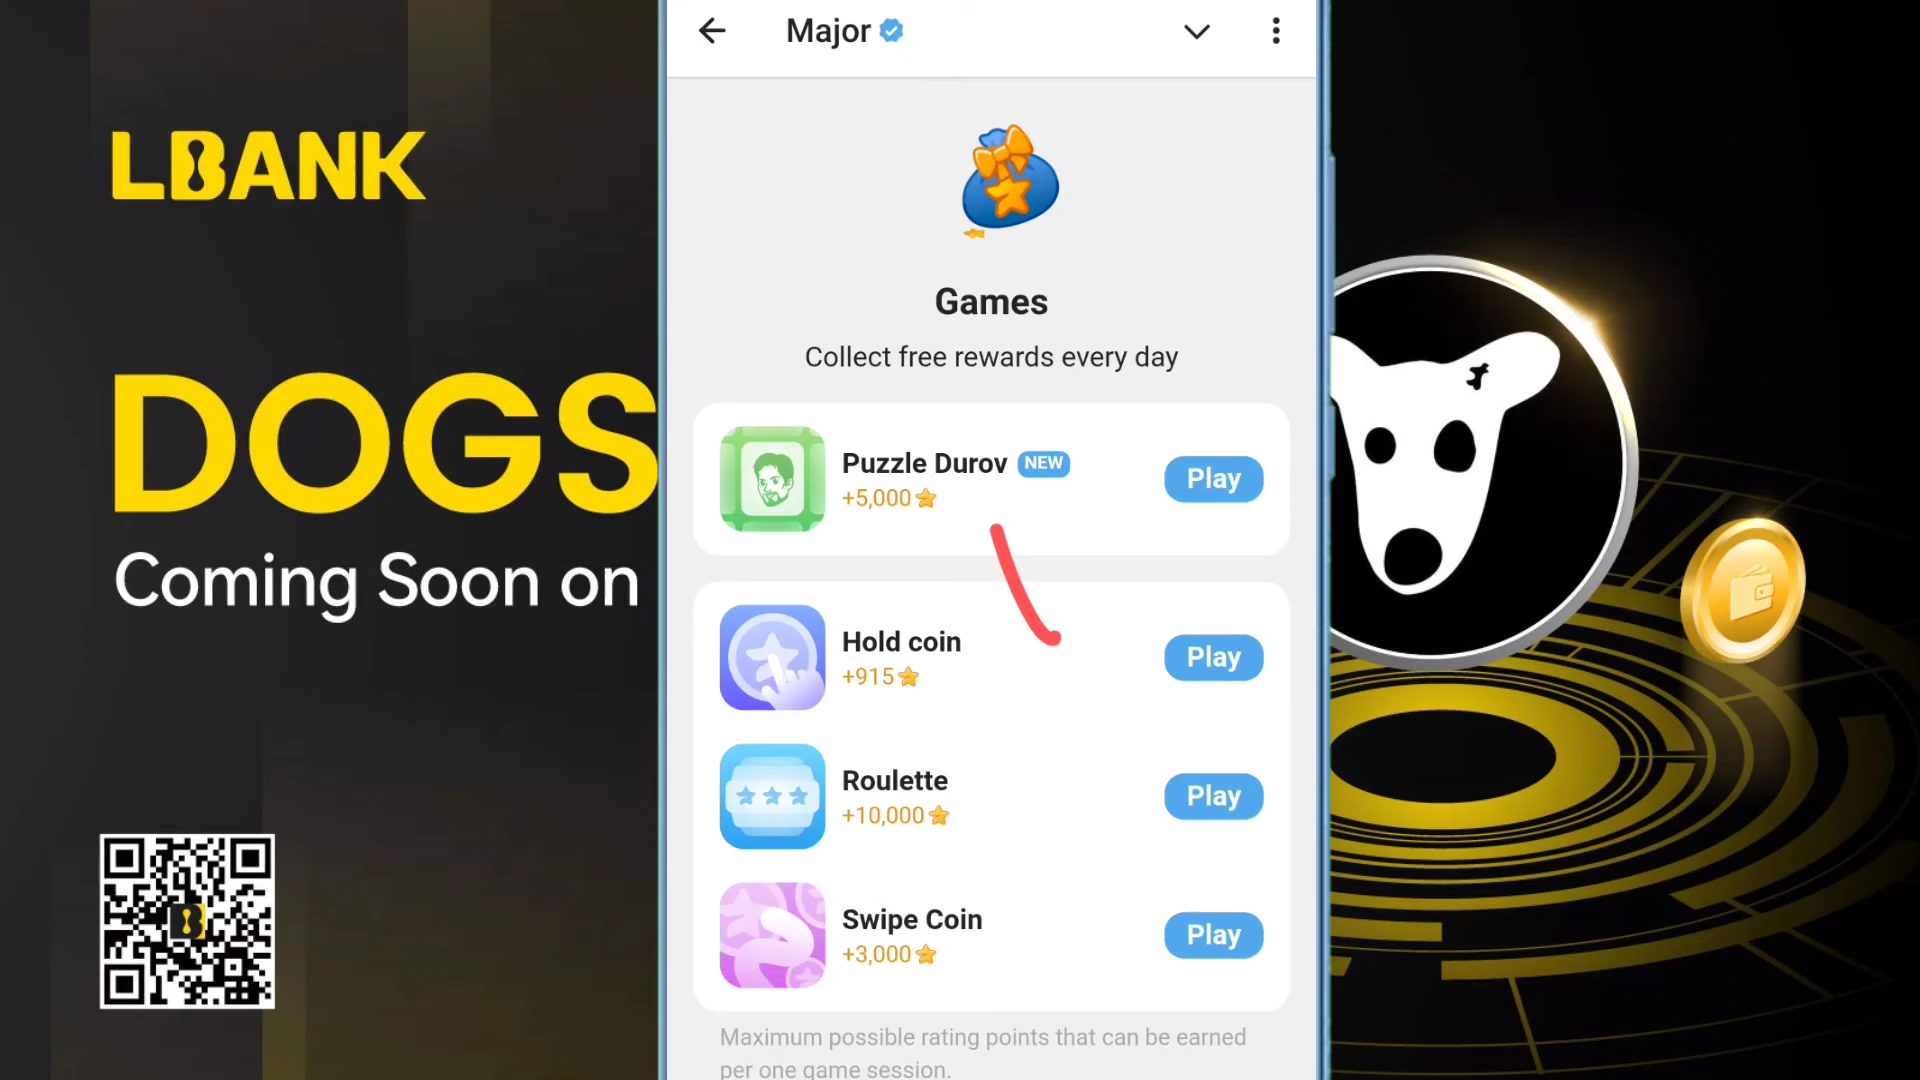 LBANK
DOGS
Coming Soon on
Major
Games
Collect free rewards every day
Puzzle Durov NEW
+5,000
Play
Hold coin
+915
Play
Roulette
+10,000
Play
Swipe Coin
+3,000
Play
Maximum possible rating points that can be earned
per one game session.